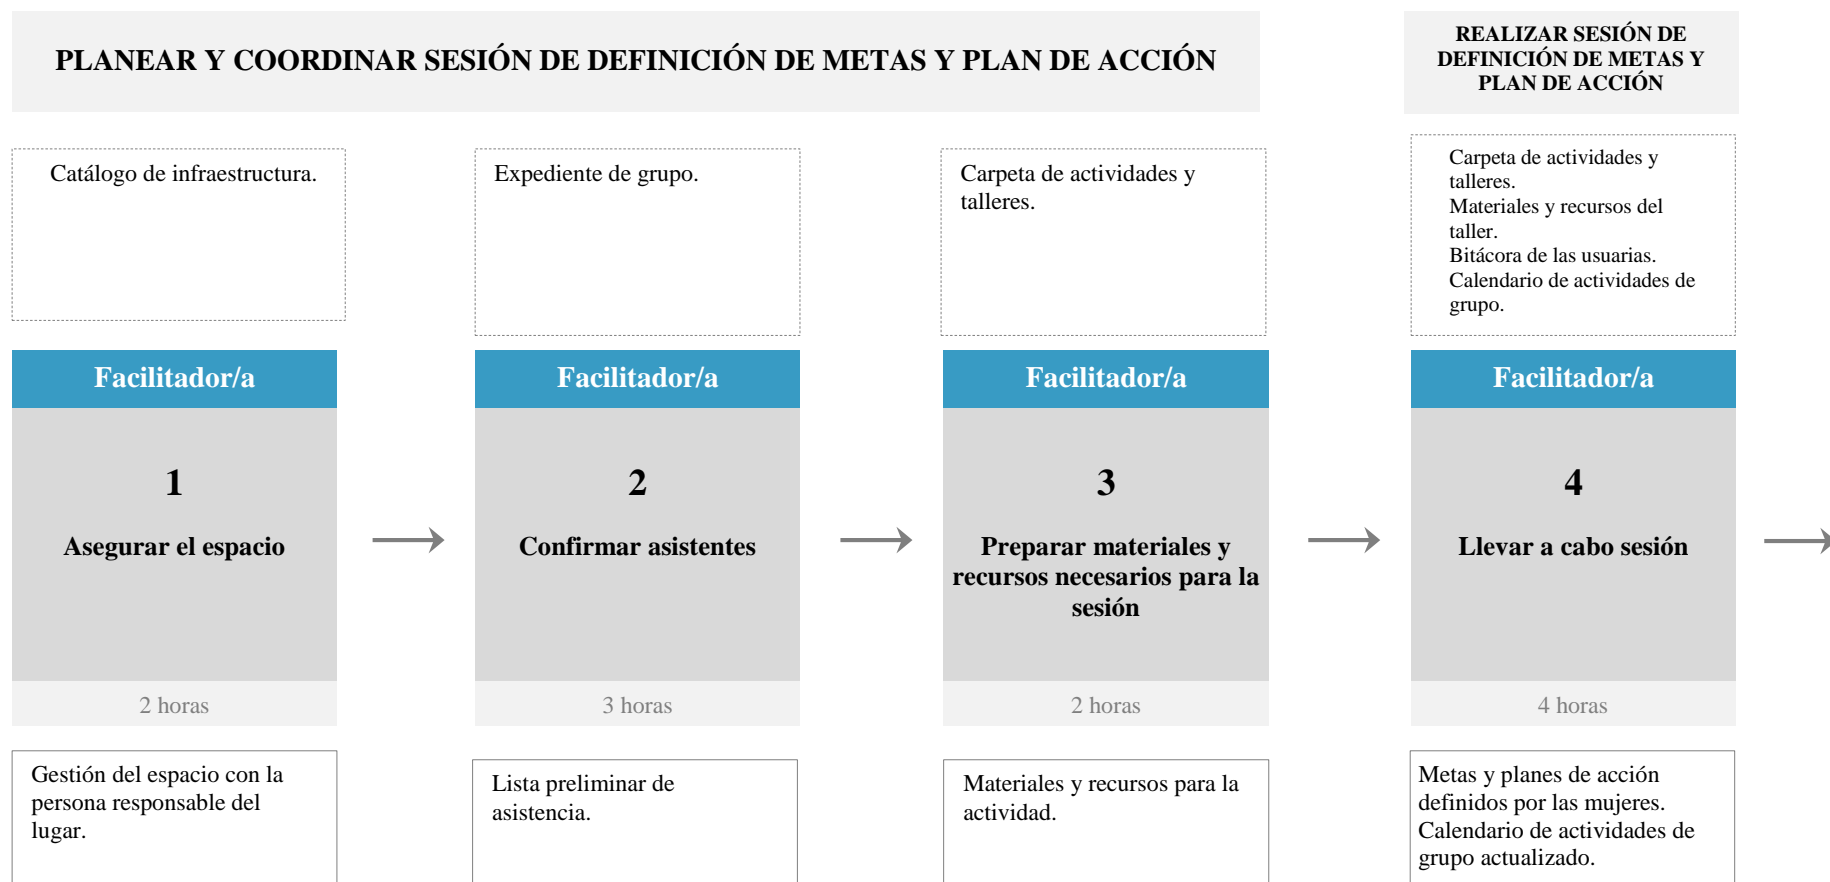 PLANEAR Y COORDINAR SESIÓN DE DEFINICIÓN DE METAS Y PLAN DE ACCIÓN
REALIZAR SESIÓN DE
DEFINICIÓN DE METAS Y
PLAN DE ACCIÓN
Catálogo de infraestructura.
Expediente de grupo.
Carpeta de actividades y
talleres.
Carpeta de actividades y
talleres.
Materiales y recursos del
taller.
Bitácora de las usuarias.
Calendario de actividades de
grupo.
Facilitador/a
1
Asegurar el espacio
2 horas
Facilitador/a
2
Confirmar asistentes
3 horas
Facilitador/a
3
Preparar materiales y
recursos necesarios para la
sesión
2 horas
Facilitador/a
4
Llevar a cabo sesión
4 horas
Gestión del espacio con la
persona responsable del
lugar.
Lista preliminar de
asistencia.
Materiales y recursos para la
actividad.
Metas y planes de acción
definidos por las mujeres.
Calendario de actividades de
grupo actualizado.